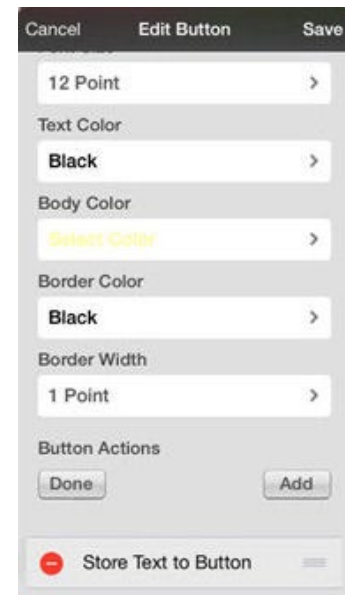 Cancel Edit Button Save
12 Point
Text Color
Black
Body Color
Select Color
Border Color
Black
Border Width
1 Point
Button Actions
Done Add
Store Text to Button